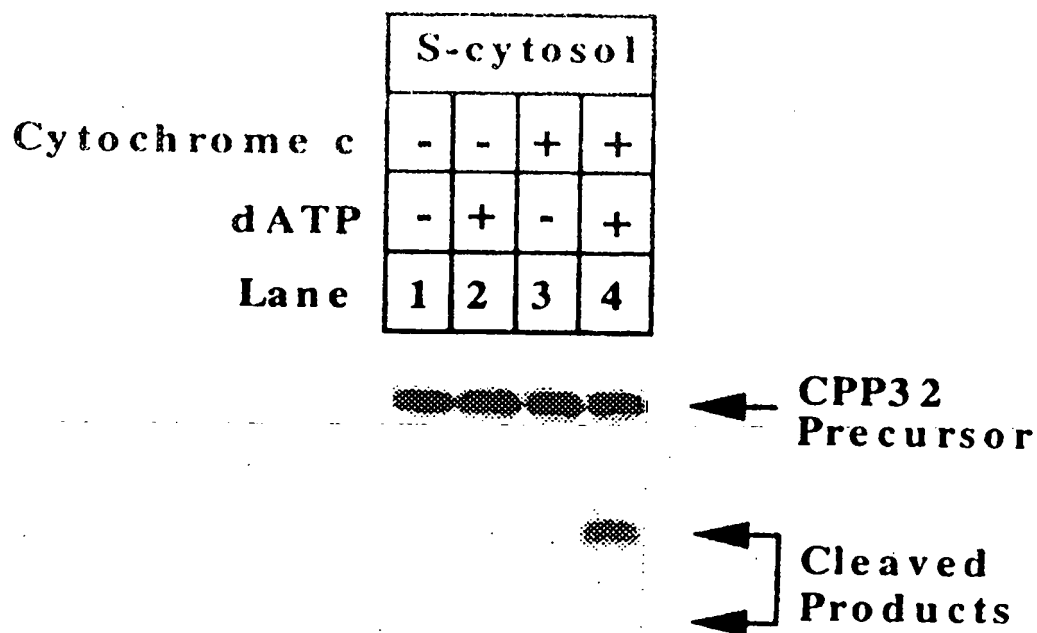 S-cytosol
Cytochrome c - - + +
dATP - + - +
Lane 1 2 3 4
CPP32
Precursor
Cleaved
Products